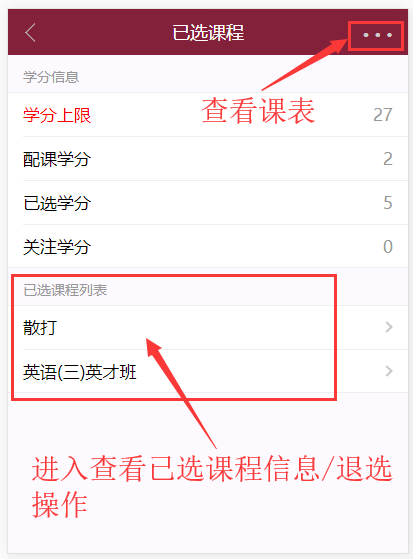 已选课程
学分信息
查看课表
学分上限 27
配课学分 2
已选学分 5
关注学分 0
已选课程列表
散打
英语(三)英才班
进入查看已选课程信息/退选
操作